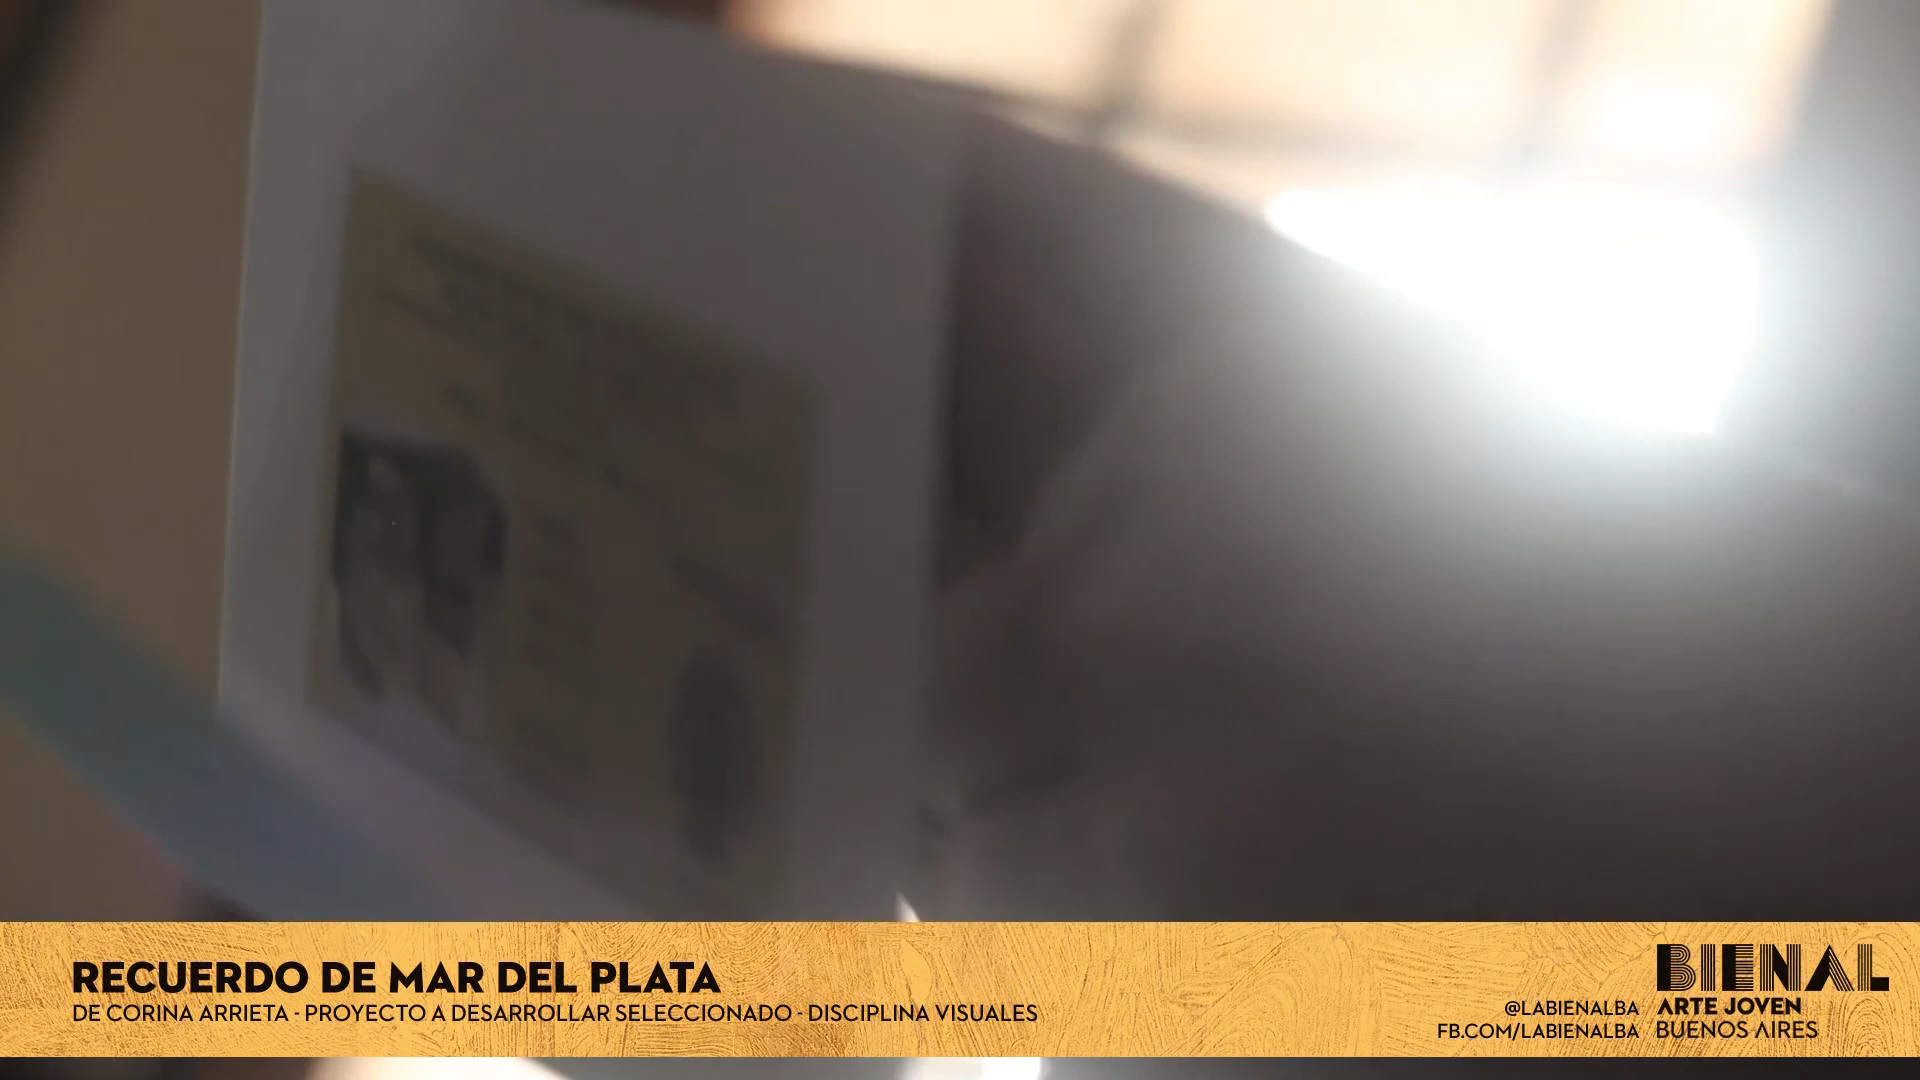 RECUERDO DE MAR DEL PLATA
DE CORINA ARRIETA - PROYECTO A DESARROLLAR SELECCIONADO - DISCIPLINA VISUALES
@LABIENALBA
FB.COM/LABIENALBA
BIENAL
ARTE JOVEN
BUENOS AIRES